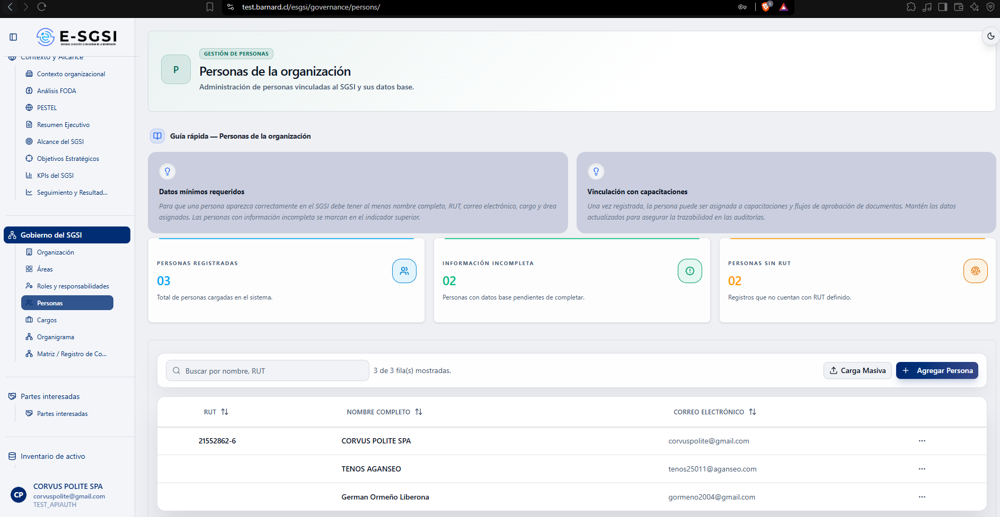 test.barnard.cl/esgsi/governance/persons/
1
E-SGSI
SISTEMAS DE GESTIÓN DE SEGURIDAD DE LA INFORMACIÓN
Contexto y Alcance
Contexto organizacional
Análisis FODA
PESTEL
Resumen Ejecutivo
Alcance del SGSI
Objetivos Estratégicos
KPIs del SGSI
Seguimiento y Resultad...
Gobierno del SGSI
Organización
Áreas
Roles y responsabilidades
Personas
Cargos
Organigrama
Matriz / Registro de Co...
Partes interesadas
Partes interesadas
Inventario de activo
CP
CORVUS POLITE SPA
corvuspolite@gmail.com
TEST_APIAUTH
P
GESTIÓN DE PERSONAS
Personas de la organización
Administración de personas vinculadas al SGSI y sus datos base.
Guía rápida — Personas de la organización
Datos mínimos requeridos
Para que una persona aparezca correctamente en el SGSI debe tener al menos nombre completo, RUT, correo electrónico, cargo y área
asignados. Las personas con información incompleta se marcan en el indicador superior.
Vinculación con capacitaciones
Una vez registrada, la persona puede ser asignada a capacitaciones y flujos de aprobación de documentos. Mantén los datos
actualizados para asegurar la trazabilidad en las auditorías.
PERSONAS REGISTRADAS
03
Total de personas cargadas en el sistema.
INFORMACIÓN INCOMPLETA
02
Personas con datos base pendientes de completar.
PERSONAS SIN RUT
02
Registros que no cuentan con RUT definido.
Buscar por nombre, RUT
3 de 3 fila(s) mostradas.
Carga Masiva
+ Agregar Persona
RUT NOMBRE COMPLETO CORREO ELECTRÓNICO
21552862-6 CORVUS POLITE SPA corvuspolite@gmail.com ...
TENOS AGANSEO tenos25011@aganseo.com ...
German Ormeño Liberona gormeno2004@gmail.com ...